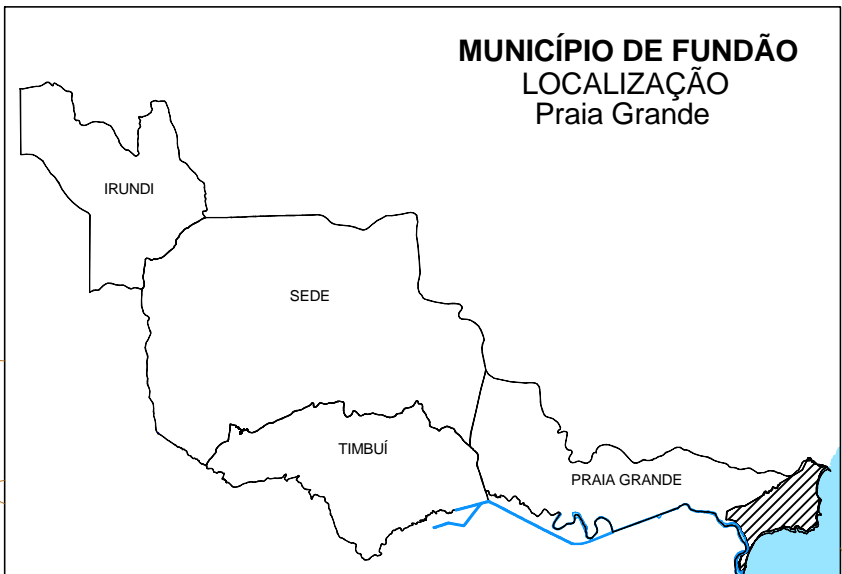 MUNICÍPIO DE FUNDÃO
LOCALIZAÇÃO
Praia Grande
IRUNDI
SEDE
TIMBUÍ
PRAIA GRANDE